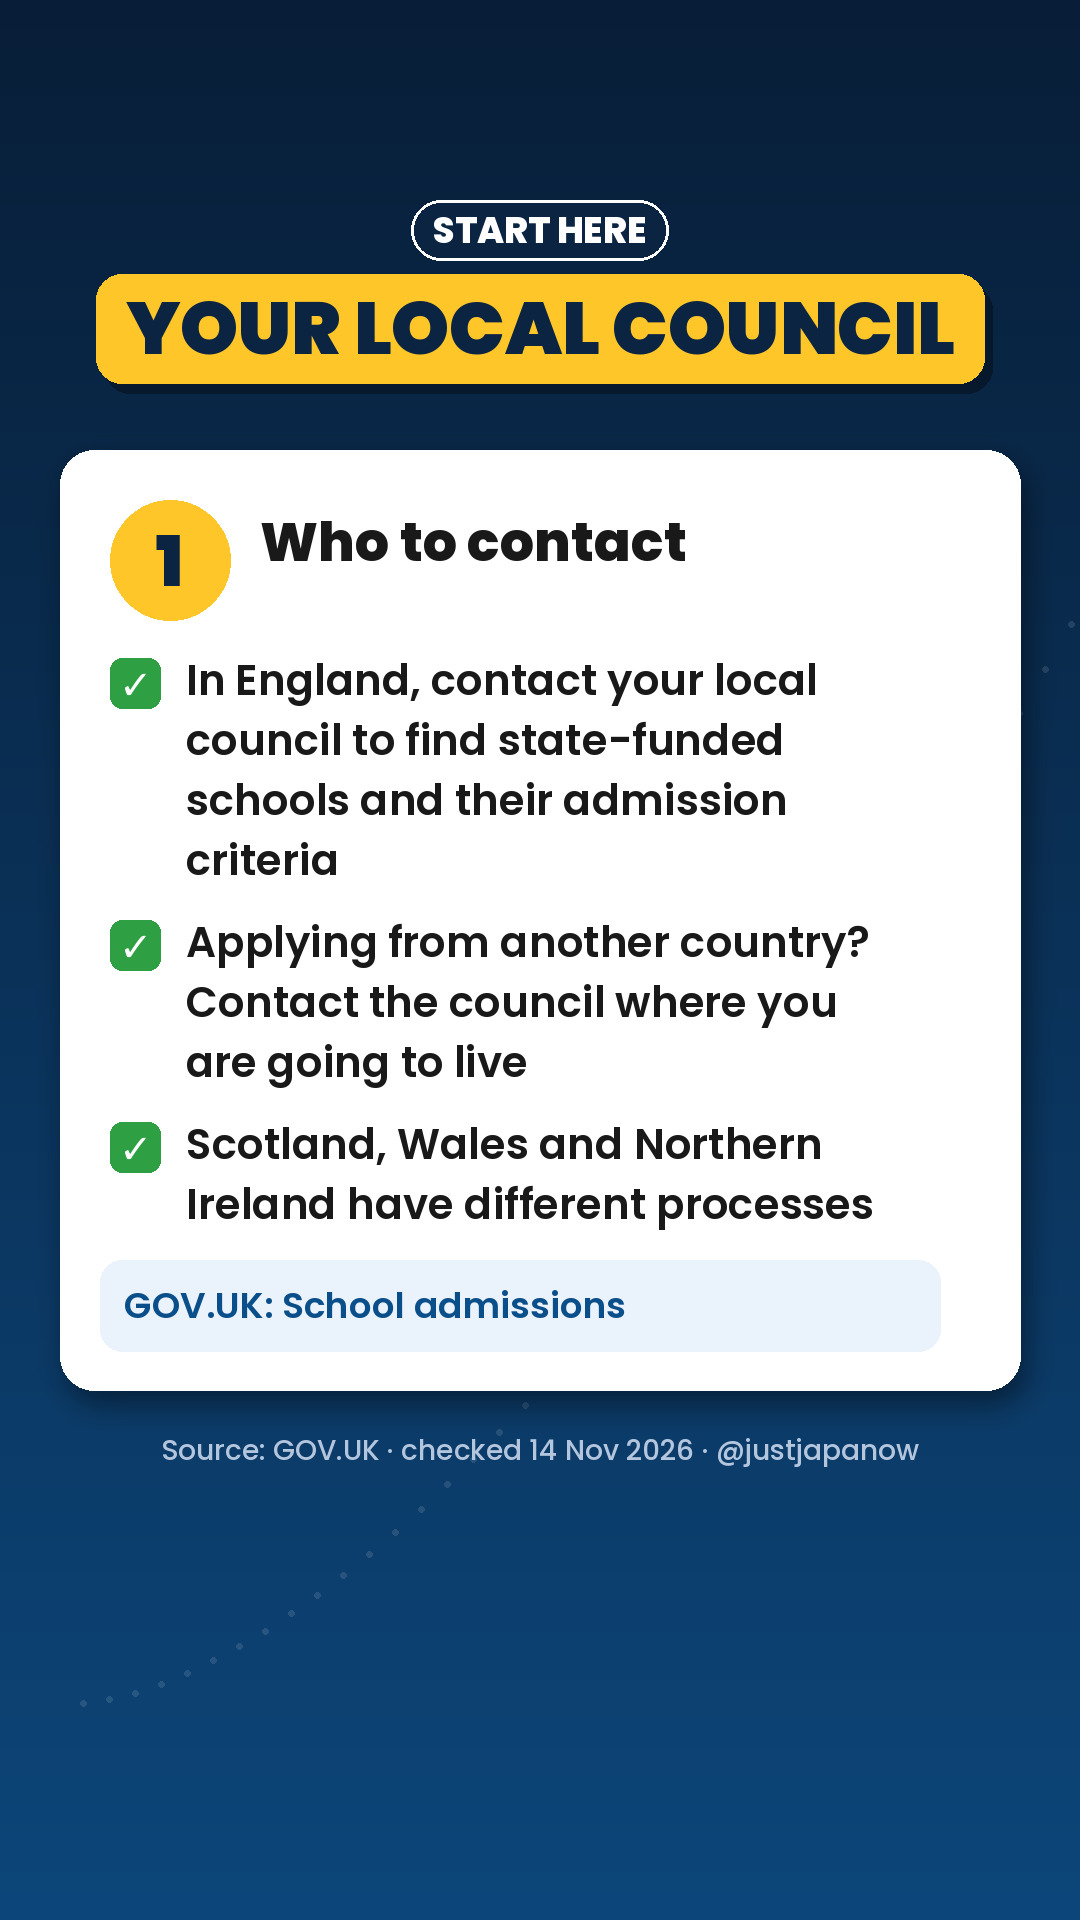 START HERE
YOUR LOCAL COUNCIL
1
Who to contact
✓ In England, contact your local
council to find state-funded
schools and their admission
criteria
✓ Applying from another country?
Contact the council where you
are going to live
✓ Scotland, Wales and Northern
Ireland have different processes
GOV.UK: School admissions
Source: GOV.UK · checked 14 Nov 2026 · @justjapanow